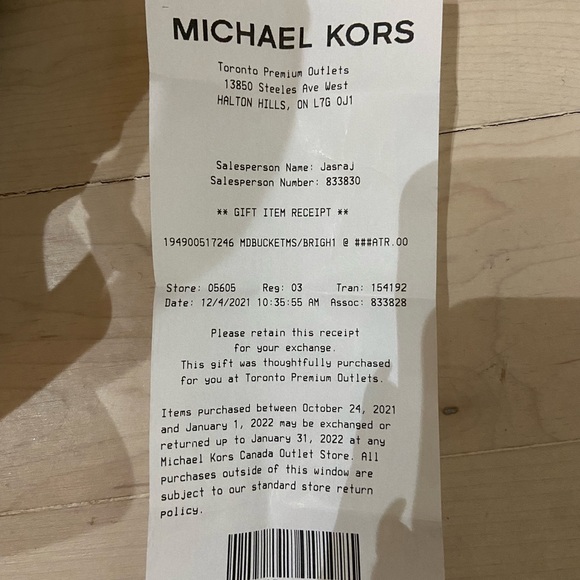 MICHAEL KORS
Toronto Premium Outlets
13850 Steeles Ave West
HALTON HILLS, ON L7G 0J1
Salesperson Name: Jasraj
Salesperson Number: 833830
** GIFT ITEM RECEIPT **
194900517246 MDBUCKETMS/BRIGH1 @ ###ATR.00
Store: 05605 Reg: 03 Tran: 154192
Date: 12/4/2021 10:35:55 AM Assoc: 833828
Please retain this receipt
for your exchange.
This gift was thoughtfully purchased
for you at Toronto Premium Outlets.
Items purchased between October 24, 2021
and January 1, 2022 may be exchanged or
returned up to January 31, 2022 at any
Michael Kors Canada Outlet Store. All
purchases outside of this window are
subject to our standard store return
policy.